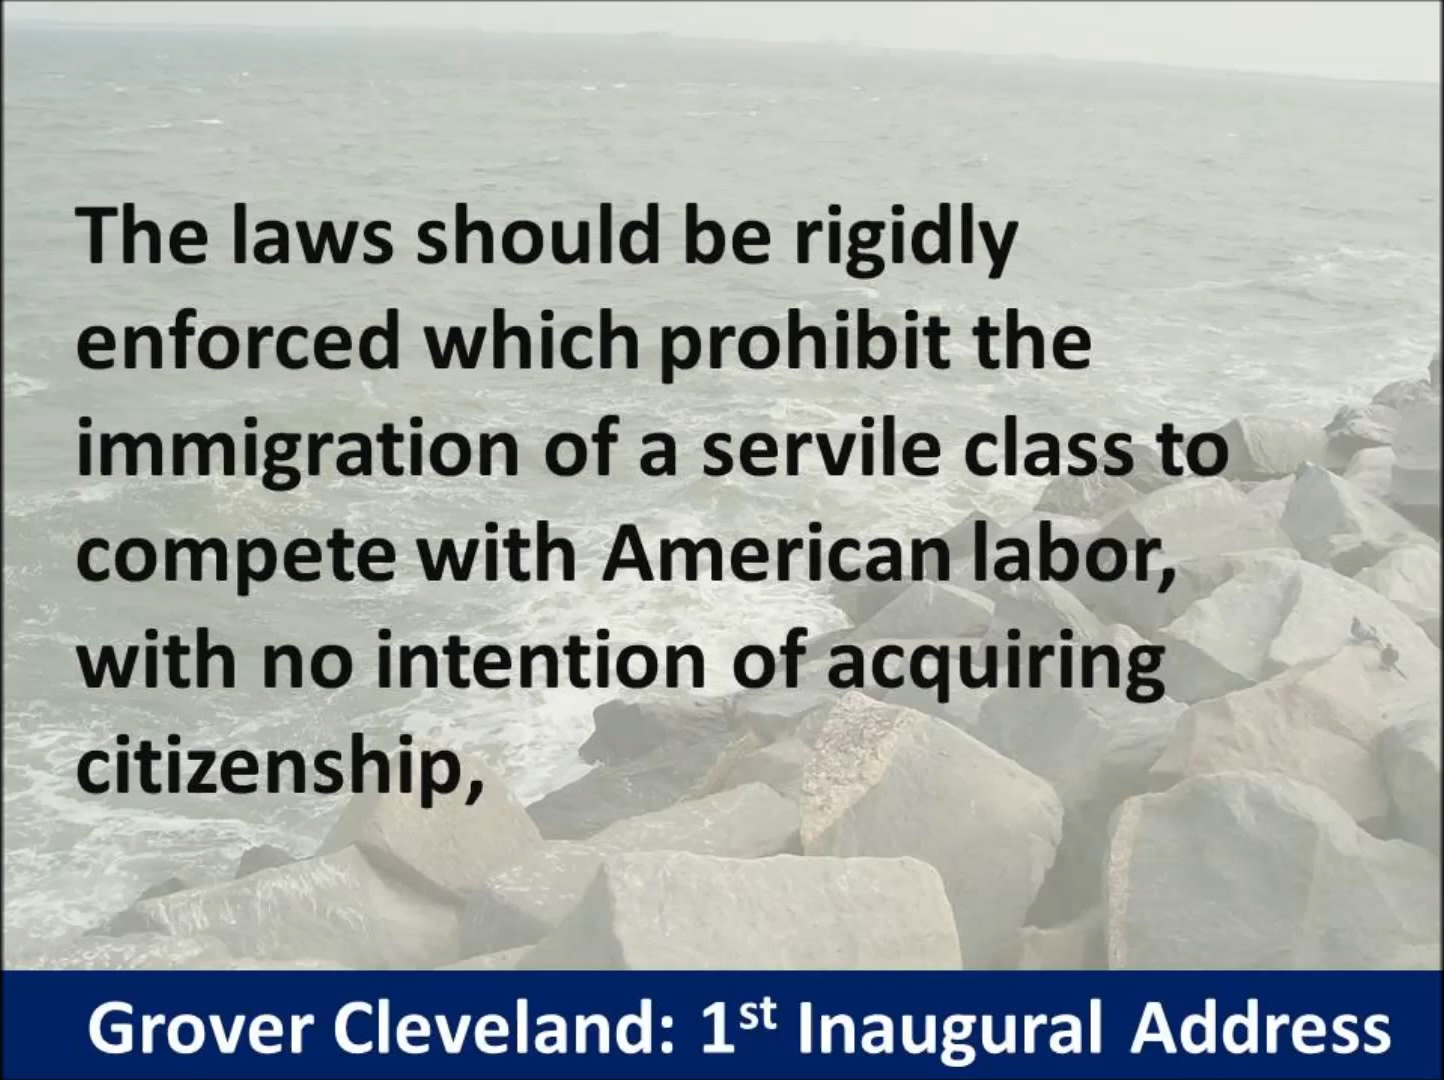 The laws should be rigidly
enforced which prohibit the
immigration of a servile class to
compete with American labor,
with no intention of acquiring
citizenship,
Grover Cleveland: 1st Inaugural Address